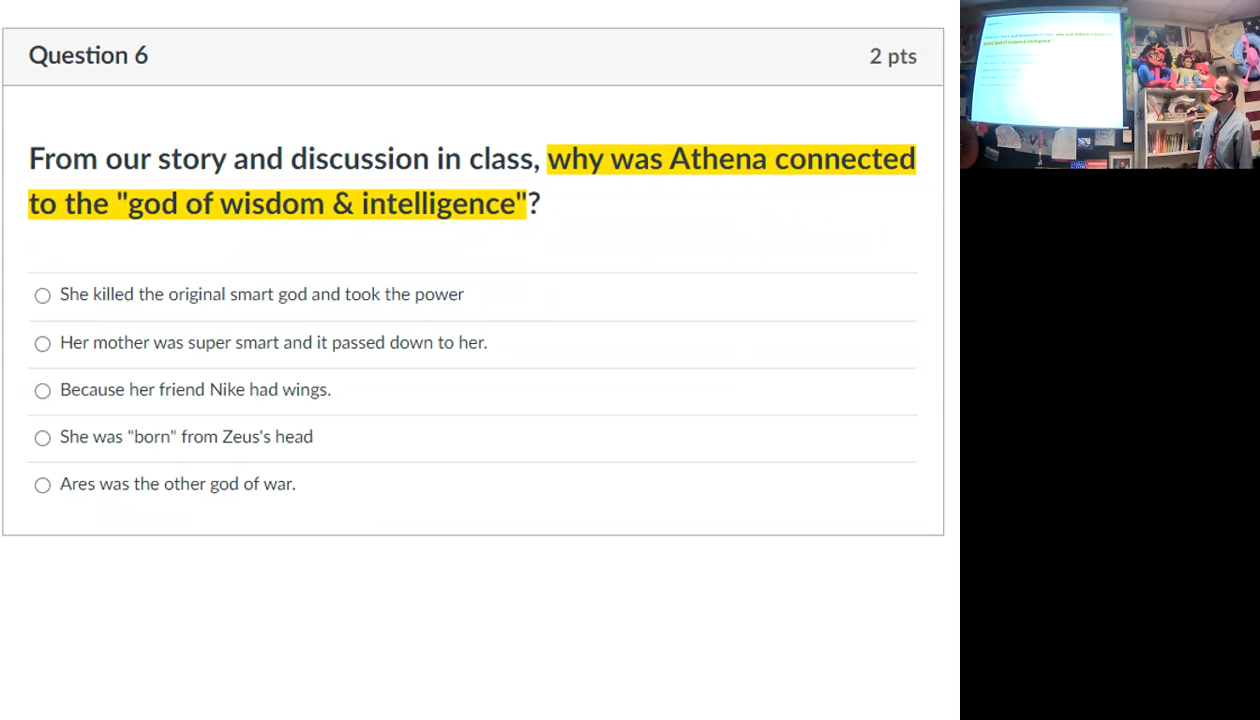 Question 6
2 pts
From our story and discussion in class, why was Athena connected
to the "god of wisdom & intelligence"?
She killed the original smart god and took the power
Her mother was super smart and it passed down to her.
Because her friend Nike had wings.
She was "born" from Zeus's head
Ares was the other god of war.